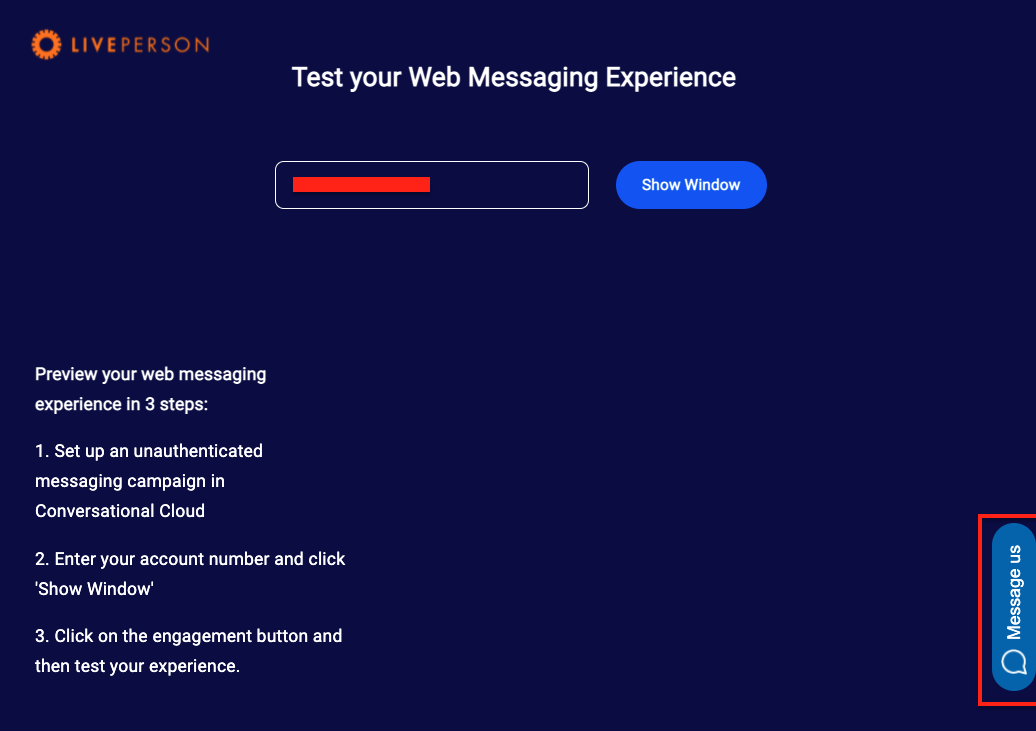 LIVEPERSON
Test your Web Messaging Experience
Show Window
Preview your web messaging
experience in 3 steps:
1. Set up an unauthenticated
messaging campaign in
Conversational Cloud
2. Enter your account number and click
'Show Window'
3. Click on the engagement button and
then test your experience.
Message us